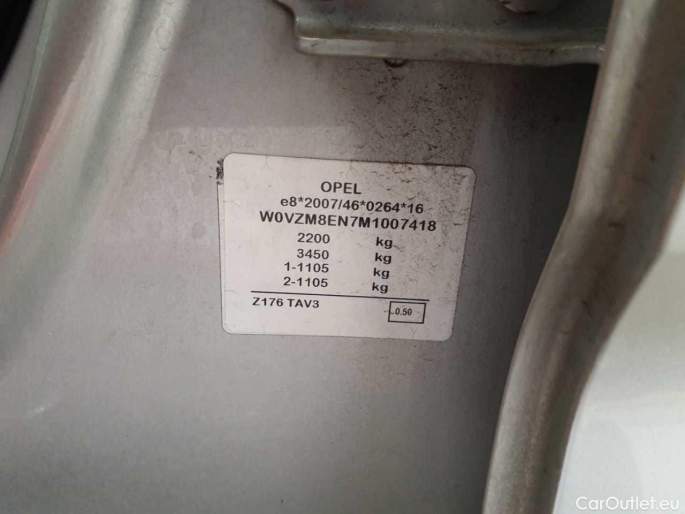 OPEL
e8*2007/46*0264*16
W0VZM8EN7M1007418
2200 kg
3450 kg
1-1105 kg
2-1105 kg
Z176 TAV3 0.50
CarOutlet.eu